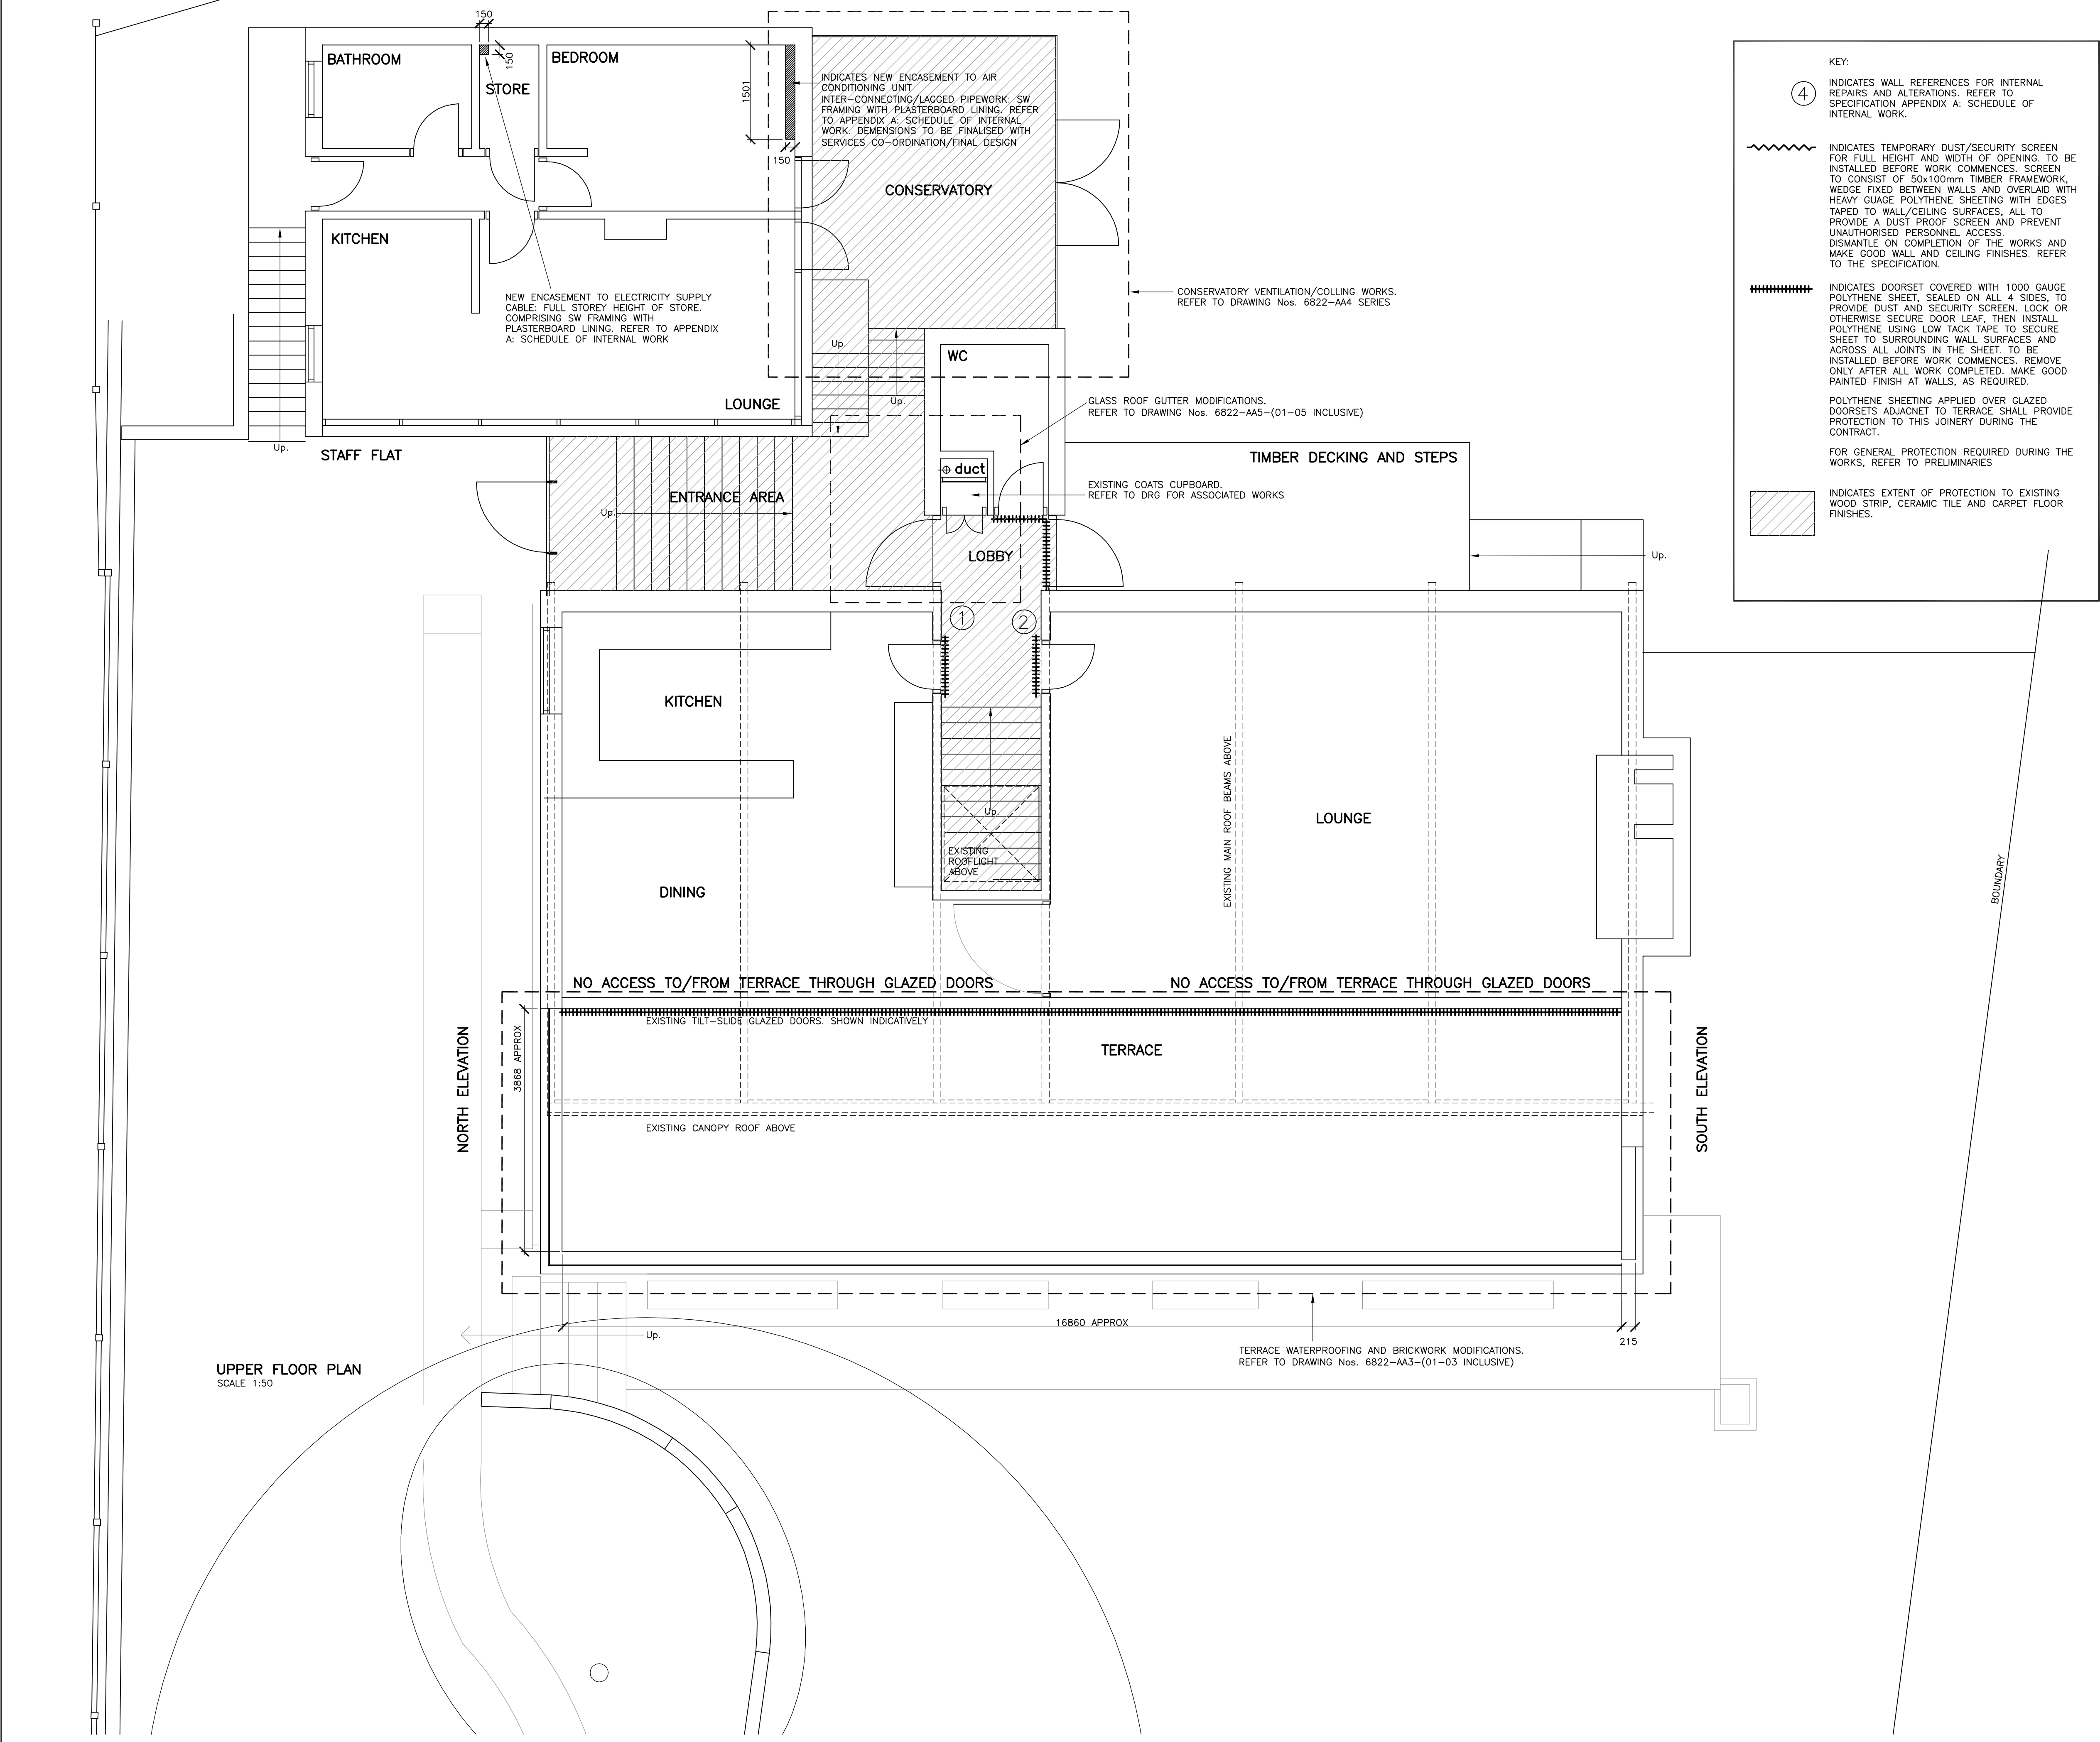 150
BATHROOM
150
STORE
BEDROOM
1501
150
INDICATES NEW ENCASEMENT TO AIR
CONDITIONING UNIT
INTER-CONNECTING/LAGGED PIPEWORK: SW
FRAMING WITH PLASTERBOARD LINING. REFER
TO APPENDIX A: SCHEDULE OF INTERNAL
WORK. DEMENSIONS TO BE FINALISED WITH
SERVICES CO-ORDINATION/FINAL DESIGN
CONSERVATORY
KITCHEN
NEW ENCASEMENT TO ELECTRICITY SUPPLY
CABLE: FULL STOREY HEIGHT OF STORE.
COMPRISING SW FRAMING WITH
PLASTERBOARD LINING. REFER TO APPENDIX
A: SCHEDULE OF INTERNAL WORK
CONSERVATORY VENTILATION/COLLING WORKS.
REFER TO DRAWING Nos. 6822-AA4 SERIES
Up.
WC
LOUNGE
Up.
GLASS ROOF GUTTER MODIFICATIONS.
REFER TO DRAWING Nos. 6822-AA5-(01-05 INCLUSIVE)
Up.
STAFF FLAT
TIMBER DECKING AND STEPS
duct
ENTRANCE AREA
EXISTING COATS CUPBOARD.
REFER TO DRG FOR ASSOCIATED WORKS
Up.
LOBBY
Up.
1
2
KITCHEN
EXISTING MAIN ROOF BEAMS ABOVE
Up.
LOUNGE
EXISTING
ROOFLIGHT
ABOVE
DINING
BOUNDARY
NO ACCESS TO/FROM TERRACE THROUGH GLAZED DOORS
NO ACCESS TO/FROM TERRACE THROUGH GLAZED DOORS
EXISTING TILT-SLIDE GLAZED DOORS. SHOWN INDICATIVELY
TERRACE
3868 APPROX
NORTH ELEVATION
SOUTH ELEVATION
EXISTING CANOPY ROOF ABOVE
16860 APPROX
215
Up.
TERRACE WATERPROOFING AND BRICKWORK MODIFICATIONS.
REFER TO DRAWING Nos. 6822-AA3-(01-03 INCLUSIVE)
UPPER FLOOR PLAN
SCALE 1:50
KEY:
4
INDICATES WALL REFERENCES FOR INTERNAL
REPAIRS AND ALTERATIONS. REFER TO
SPECIFICATION APPENDIX A: SCHEDULE OF
INTERNAL WORK.
INDICATES TEMPORARY DUST/SECURITY SCREEN
FOR FULL HEIGHT AND WIDTH OF OPENING. TO BE
INSTALLED BEFORE WORK COMMENCES. SCREEN
TO CONSIST OF 50x100mm TIMBER FRAMEWORK,
WEDGE FIXED BETWEEN WALLS AND OVERLAID WITH
HEAVY GUAGE POLYTHENE SHEETING WITH EDGES
TAPED TO WALL/CEILING SURFACES, ALL TO
PROVIDE A DUST PROOF SCREEN AND PREVENT
UNAUTHORISED PERSONNEL ACCESS.
DISMANTLE ON COMPLETION OF THE WORKS AND
MAKE GOOD WALL AND CEILING FINISHES. REFER
TO THE SPECIFICATION.
INDICATES DOORSET COVERED WITH 1000 GAUGE
POLYTHENE SHEET, SEALED ON ALL 4 SIDES, TO
PROVIDE DUST AND SECURITY SCREEN. LOCK OR
OTHERWISE SECURE DOOR LEAF, THEN INSTALL
POLYTHENE USING LOW TACK TAPE TO SECURE
SHEET TO SURROUNDING WALL SURFACES AND
ACROSS ALL JOINTS IN THE SHEET. TO BE
INSTALLED BEFORE WORK COMMENCES. REMOVE
ONLY AFTER ALL WORK COMPLETED. MAKE GOOD
PAINTED FINISH AT WALLS, AS REQUIRED.
POLYTHENE SHEETING APPLIED OVER GLAZED
DOORSETS ADJACNET TO TERRACE SHALL PROVIDE
PROTECTION TO THIS JOINERY DURING THE
CONTRACT.
FOR GENERAL PROTECTION REQUIRED DURING THE
WORKS, REFER TO PRELIMINARIES
INDICATES EXTENT OF PROTECTION TO EXISTING
WOOD STRIP, CERAMIC TILE AND CARPET FLOOR
FINISHES.